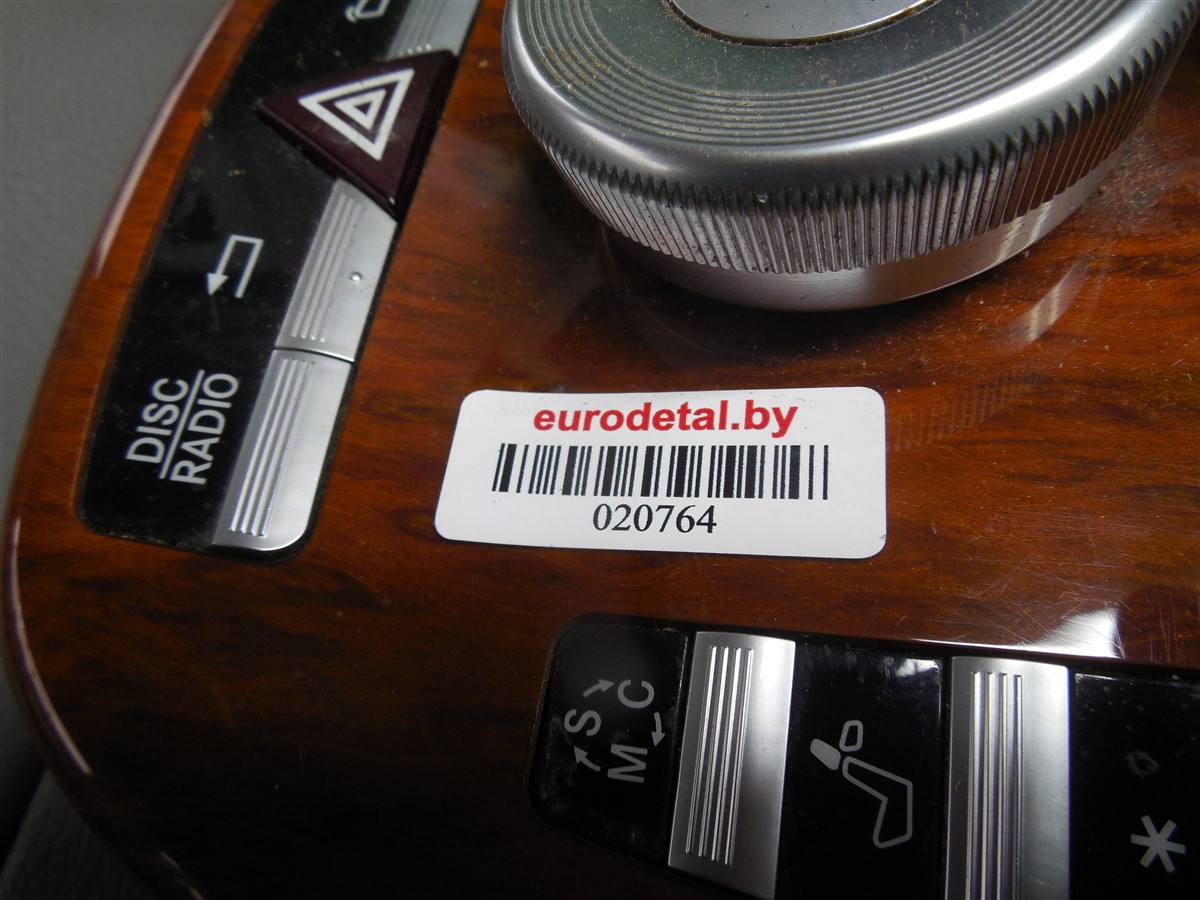 DISC
RADIO
eurodetal.by
020764
S C
M
*